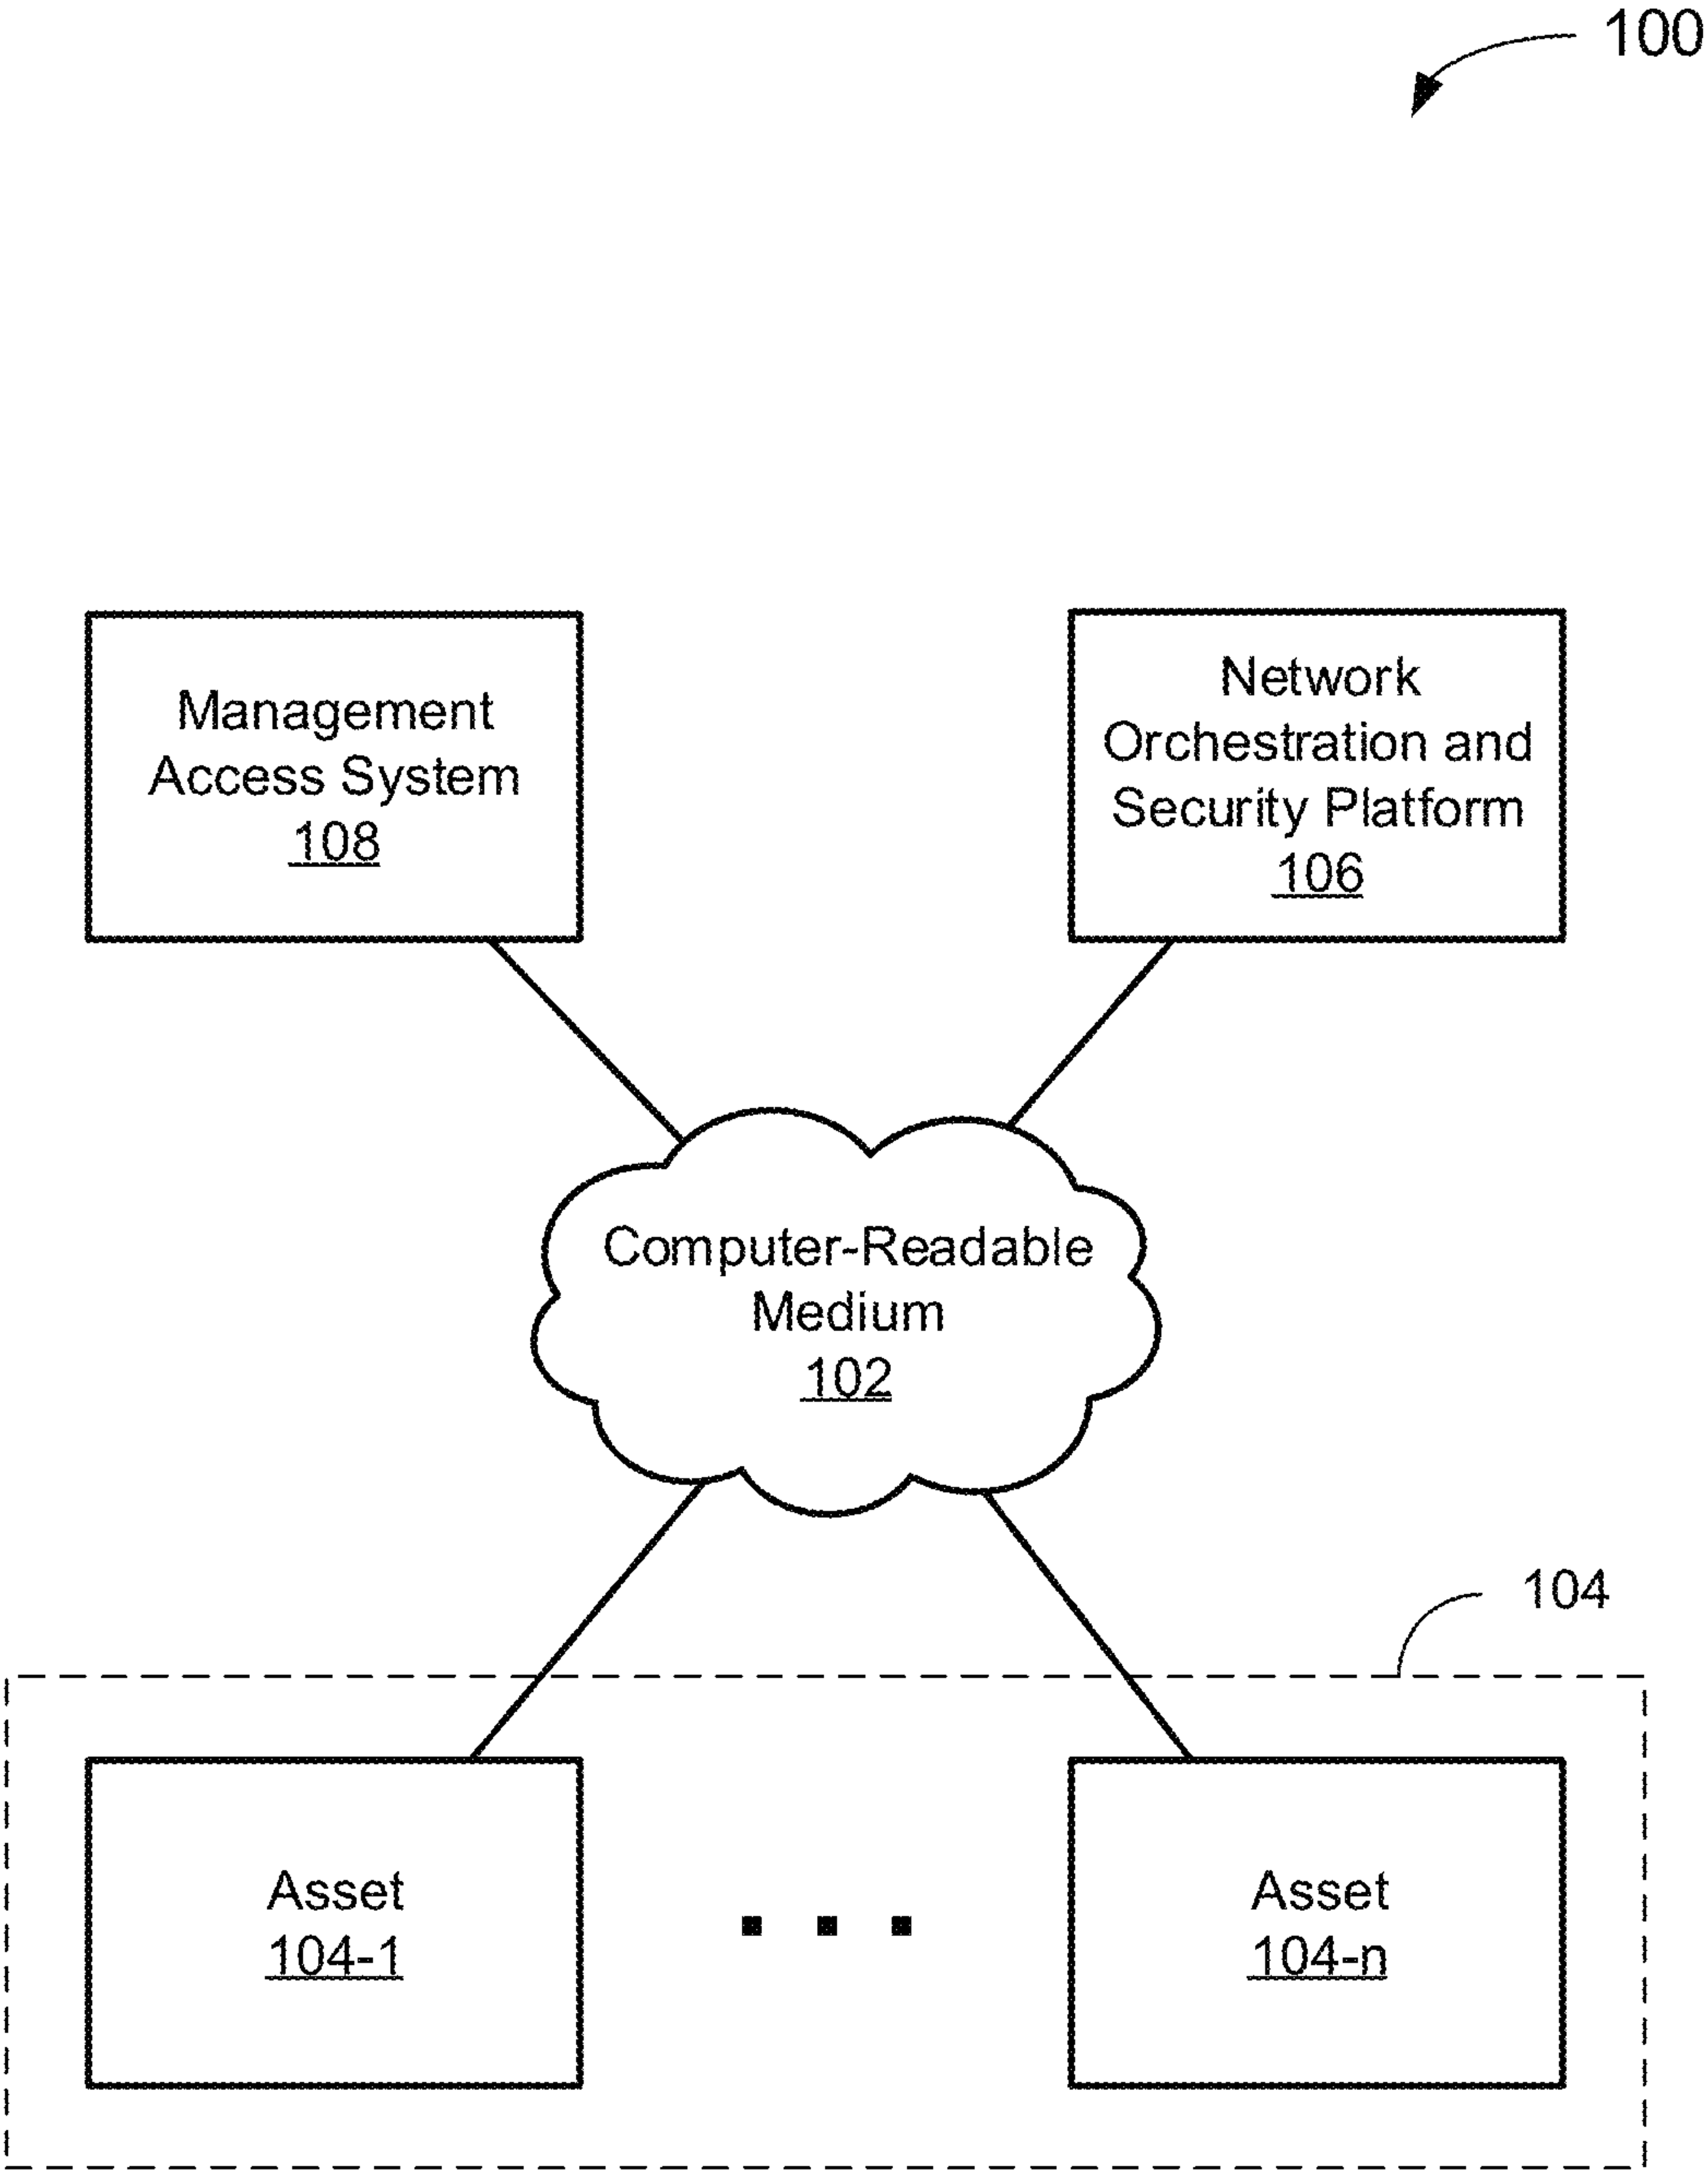 100
Management
Access System
108
Network
Orchestration and
Security Platform
106
Computer-Readable
Medium
102
104
Asset
104-1
Asset
104-n